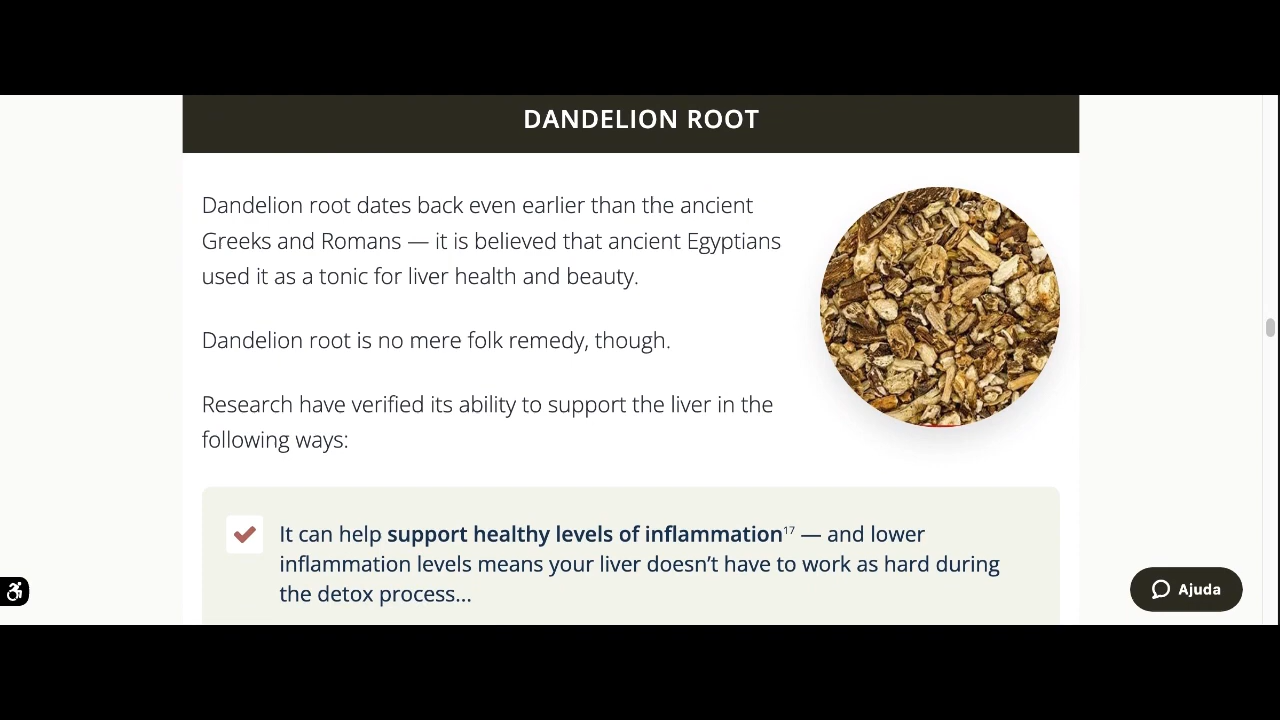 DANDELION ROOT
Dandelion root dates back even earlier than the ancient
Greeks and Romans — it is believed that ancient Egyptians
used it as a tonic for liver health and beauty.
Dandelion root is no mere folk remedy, though.
Research have verified its ability to support the liver in the
following ways:
It can help support healthy levels of inflammation17 — and lower
inflammation levels means your liver doesn’t have to work as hard during
the detox process...
Ajuda